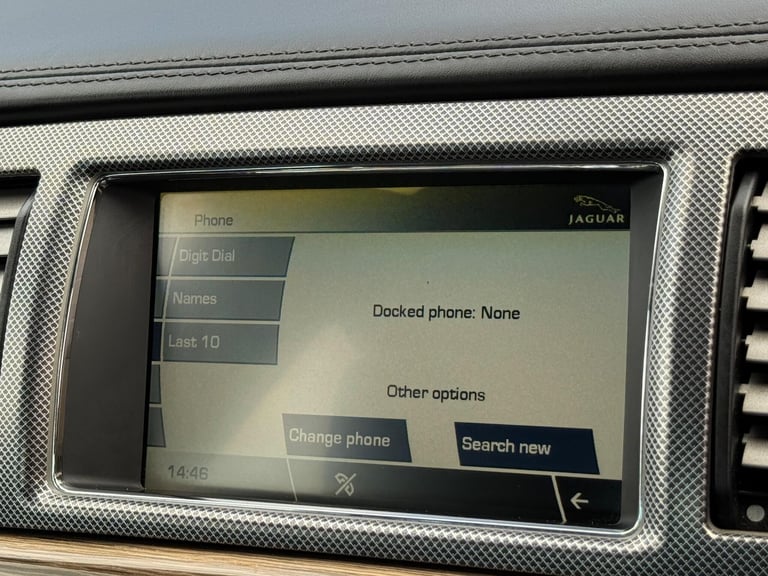 Phone
JAGUAR
Digit Dial
Names
Last 10
Docked phone: None
Other options
Change phone
Search new
14:46